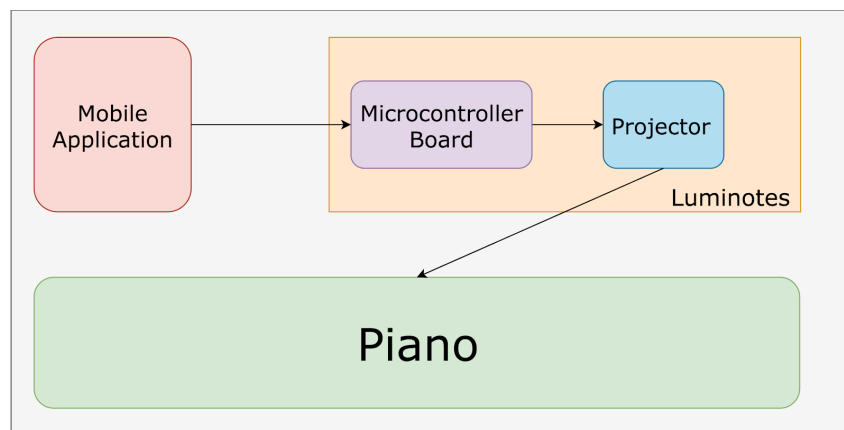 Mobile
Application
Microcontroller
Board
Projector
Luminotes
Piano